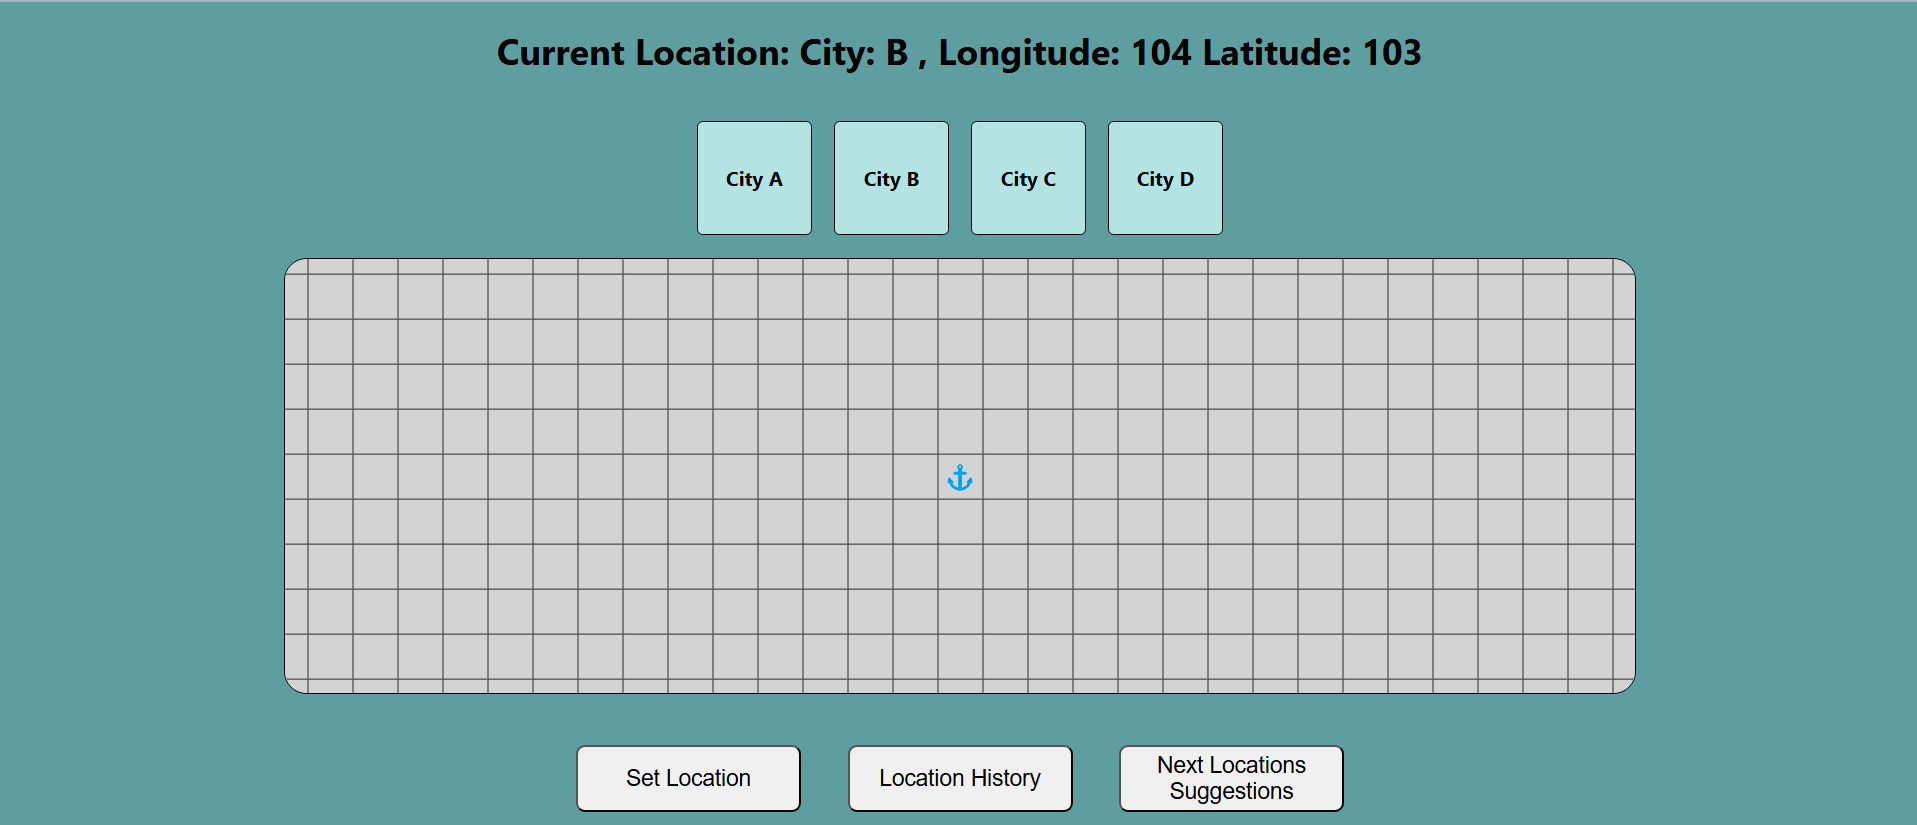 Current Location: City: B , Longitude: 104 Latitude: 103
City A
City B
City C
City D
Set Location
Location History
Next Locations
Suggestions